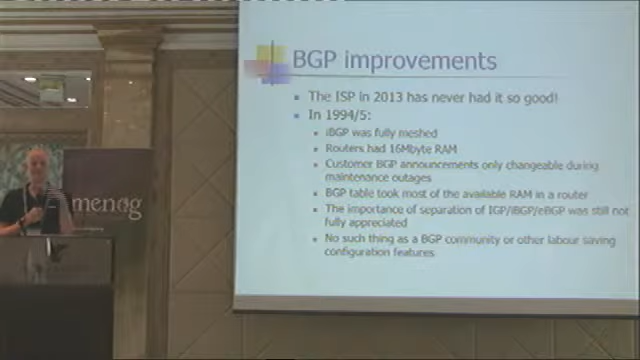 BGP improvements
The ISP in 2013 has never had it so good!
In 1994/5:
iBGP was fully meshed
Routers had 16Mbyte RAM
Customer BGP announcements only changeable during
maintenance outages
BGP table took most of the available RAM in a router
The importance of separation of IGP/iBGP/eBGP was still not
fully appreciated
No such thing as a BGP community or other labour saving
configuration features
menog